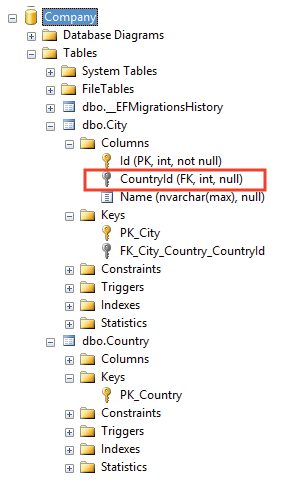 Company
Database Diagrams
Tables
System Tables
FileTables
dbo.__EFMigrationsHistory
dbo.City
Columns
Id (PK, int, not null)
CountryId (FK, int, null)
Name (nvarchar(max), null)
Keys
PK_City
FK_City_Country_CountryId
Constraints
Triggers
Indexes
Statistics
dbo.Country
Columns
Keys
PK_Country
Constraints
Triggers
Indexes
Statistics